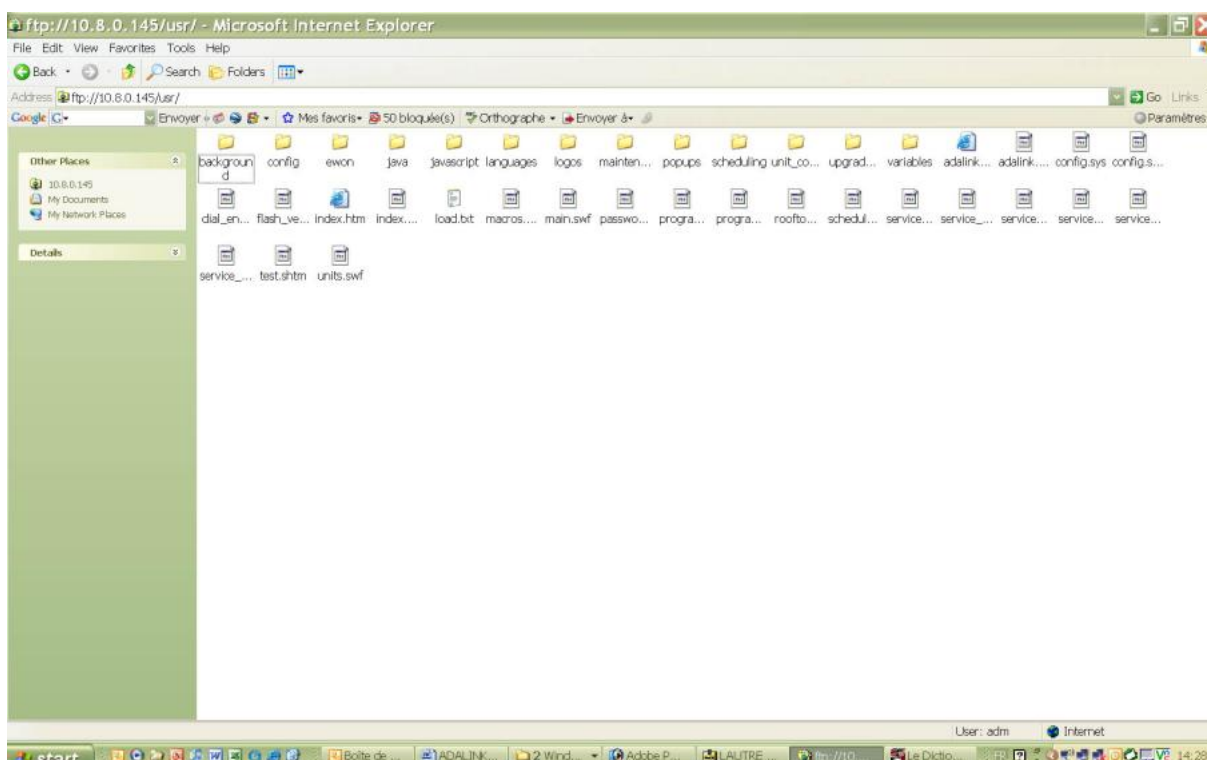 ftp://10.8.0.145/usr/ - Microsoft Internet Explorer
File Edit View Favorites Tools Help
Back Search Folders
Address ftp://10.8.0.145/usr/ Go Links
Google G Envoyer Mes favoris 50 bloquée(s) Orthographe Envoyer à Paramètres
Other Places
10.8.0.145
My Documents
My Network Places
Details
backgroun
d
config ewon java javascript languages logos mainten... popups scheduling unit_co... upgrad... variables adalink... adalink.... config.sys config.s...
dial_en... flash_ve... index.htm index.... load.txt macros.... main.swf passwo... progra... progra... roofto... schedul... service... service_... service... service... service...
service_... test.shtm units.swf
User: adm Internet
start Boîte de ... ADALINK... 2 Wind... Adobe P... LAUTRE ... ftp://10.... Le Dictio... FR 14:28